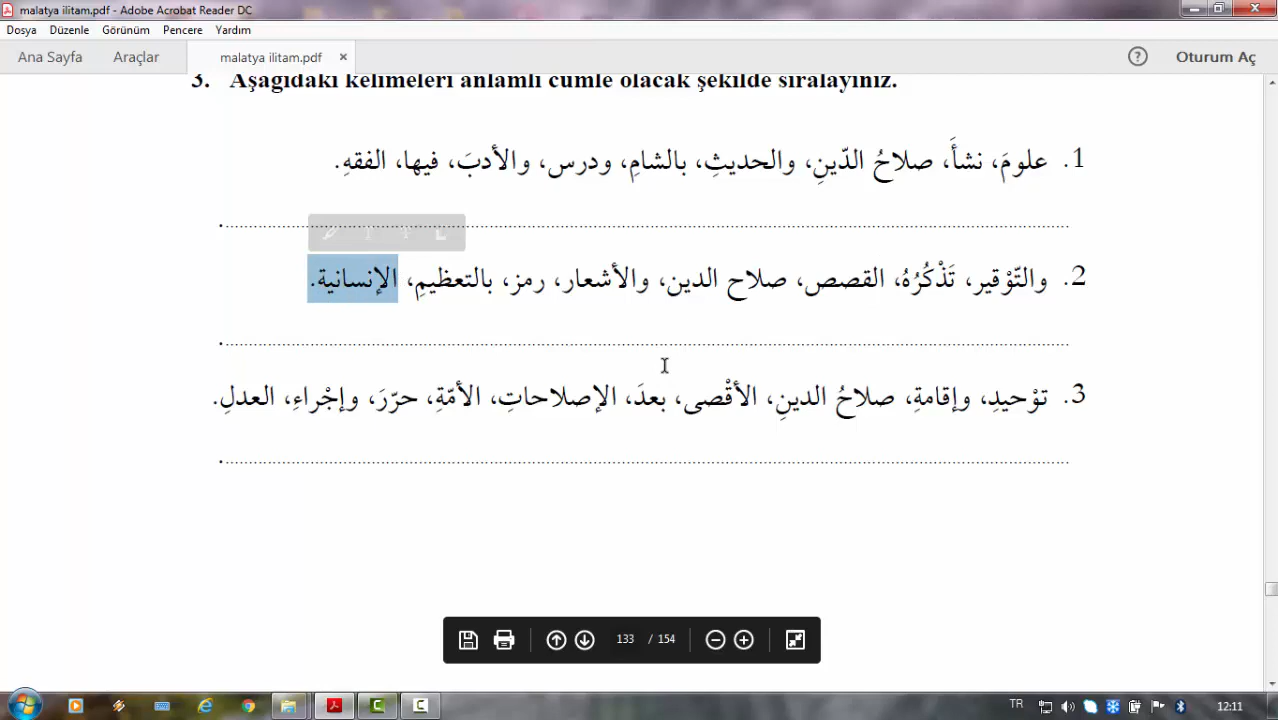 malatya ilitam.pdf - Adobe Acrobat Reader DC
Dosya Düzenle Görünüm Pencere Yardım
Ana Sayfa Araçlar malatya ilitam.pdf × ? Oturum Aç
3. Aşağıdaki kelimeleri anlamlı cümle olacak şekilde sıralayınız.
1. علومَ، نشأَ، صلاحُ الدّينِ، والحديثِ، بالشامِ، ودرس، والأدبَ، فيها، الفقهِ.
2. والتّوْقير، تَذْكُرُهُ، القصص، صلاح الدين، والأشعار، رمز، بالتعظيمِ، الإنسانية.
3. توْحيدِ، وإقامةِ، صلاحُ الدينِ، الأقْصى، بعدَ، الإصلاحاتِ، الأمّةِ، حرّرَ، وإجْراءِ، العدلِ.
133 / 154
TR 12:11